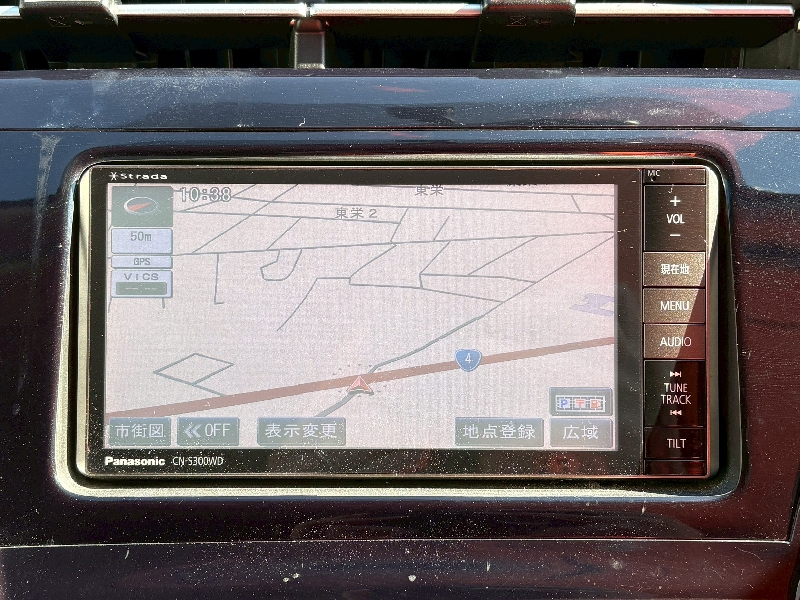 Strada
MIC
10:38
東栄
東栄2
50m
GPS
VICS
--:--
4
+
VOL
−
現在地
MENU
AUDIO
TUNE
TRACK
TILT
市街図
OFF
表示変更
地点登録
広域
Panasonic CN-S300WD